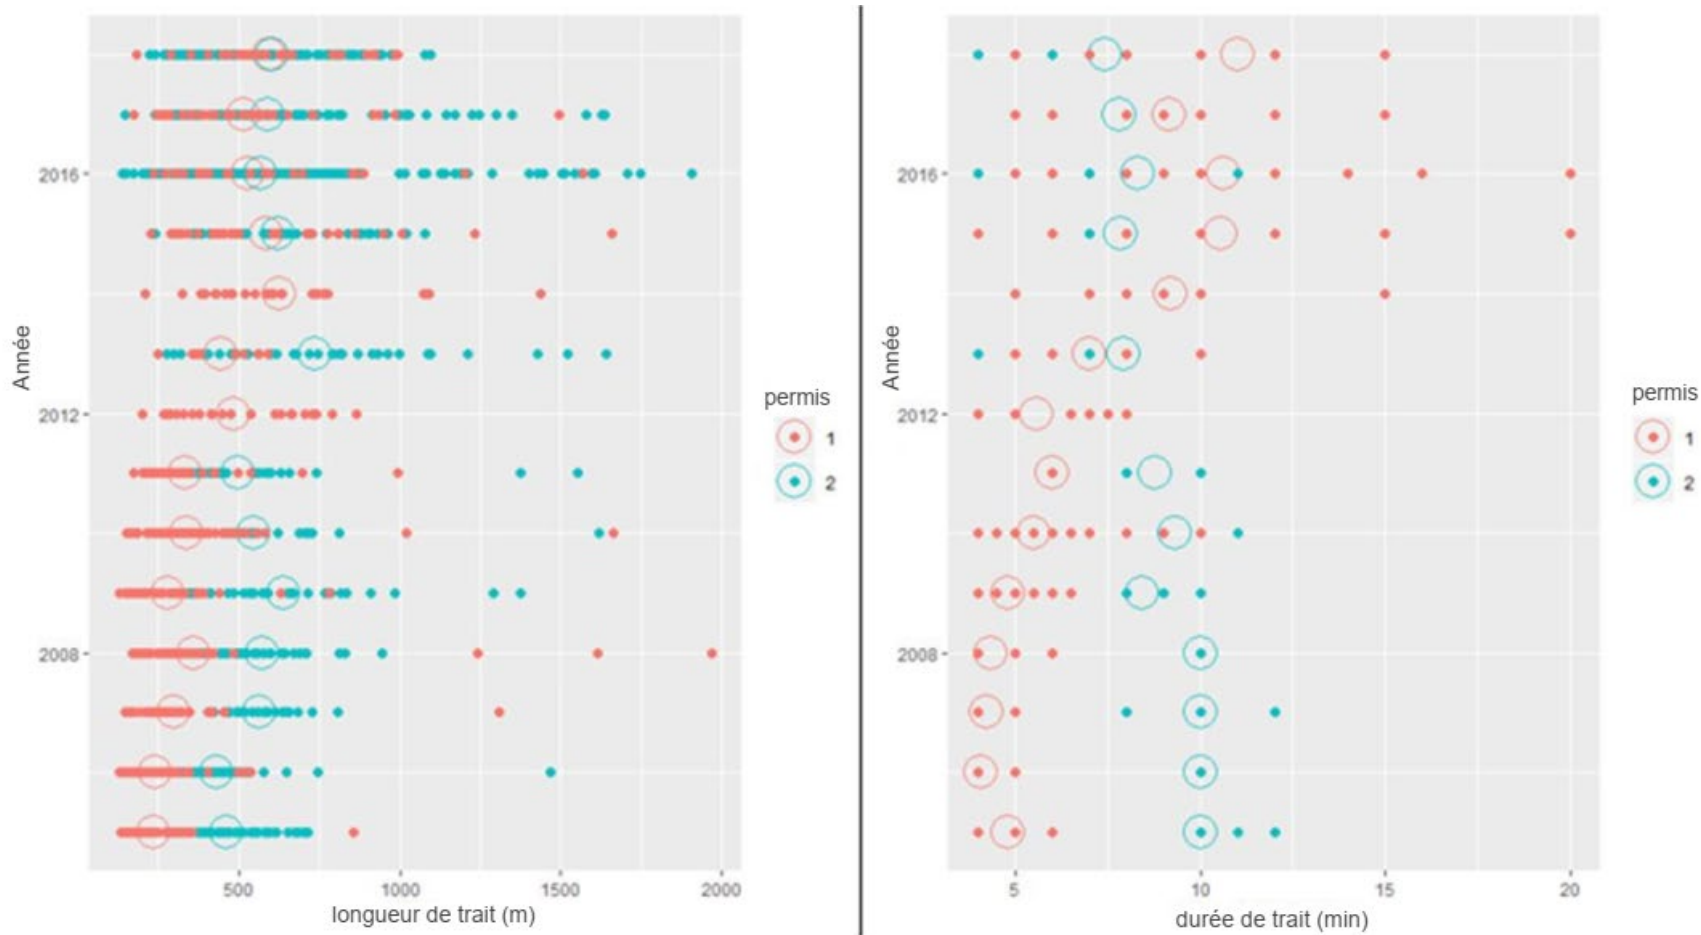 Année
2016
2012
2008
500 1000 1500 2000
longueur de trait (m)
permis
1
2
Année
2016
2012
2008
5 10 15 20
durée de trait (min)
permis
1
2